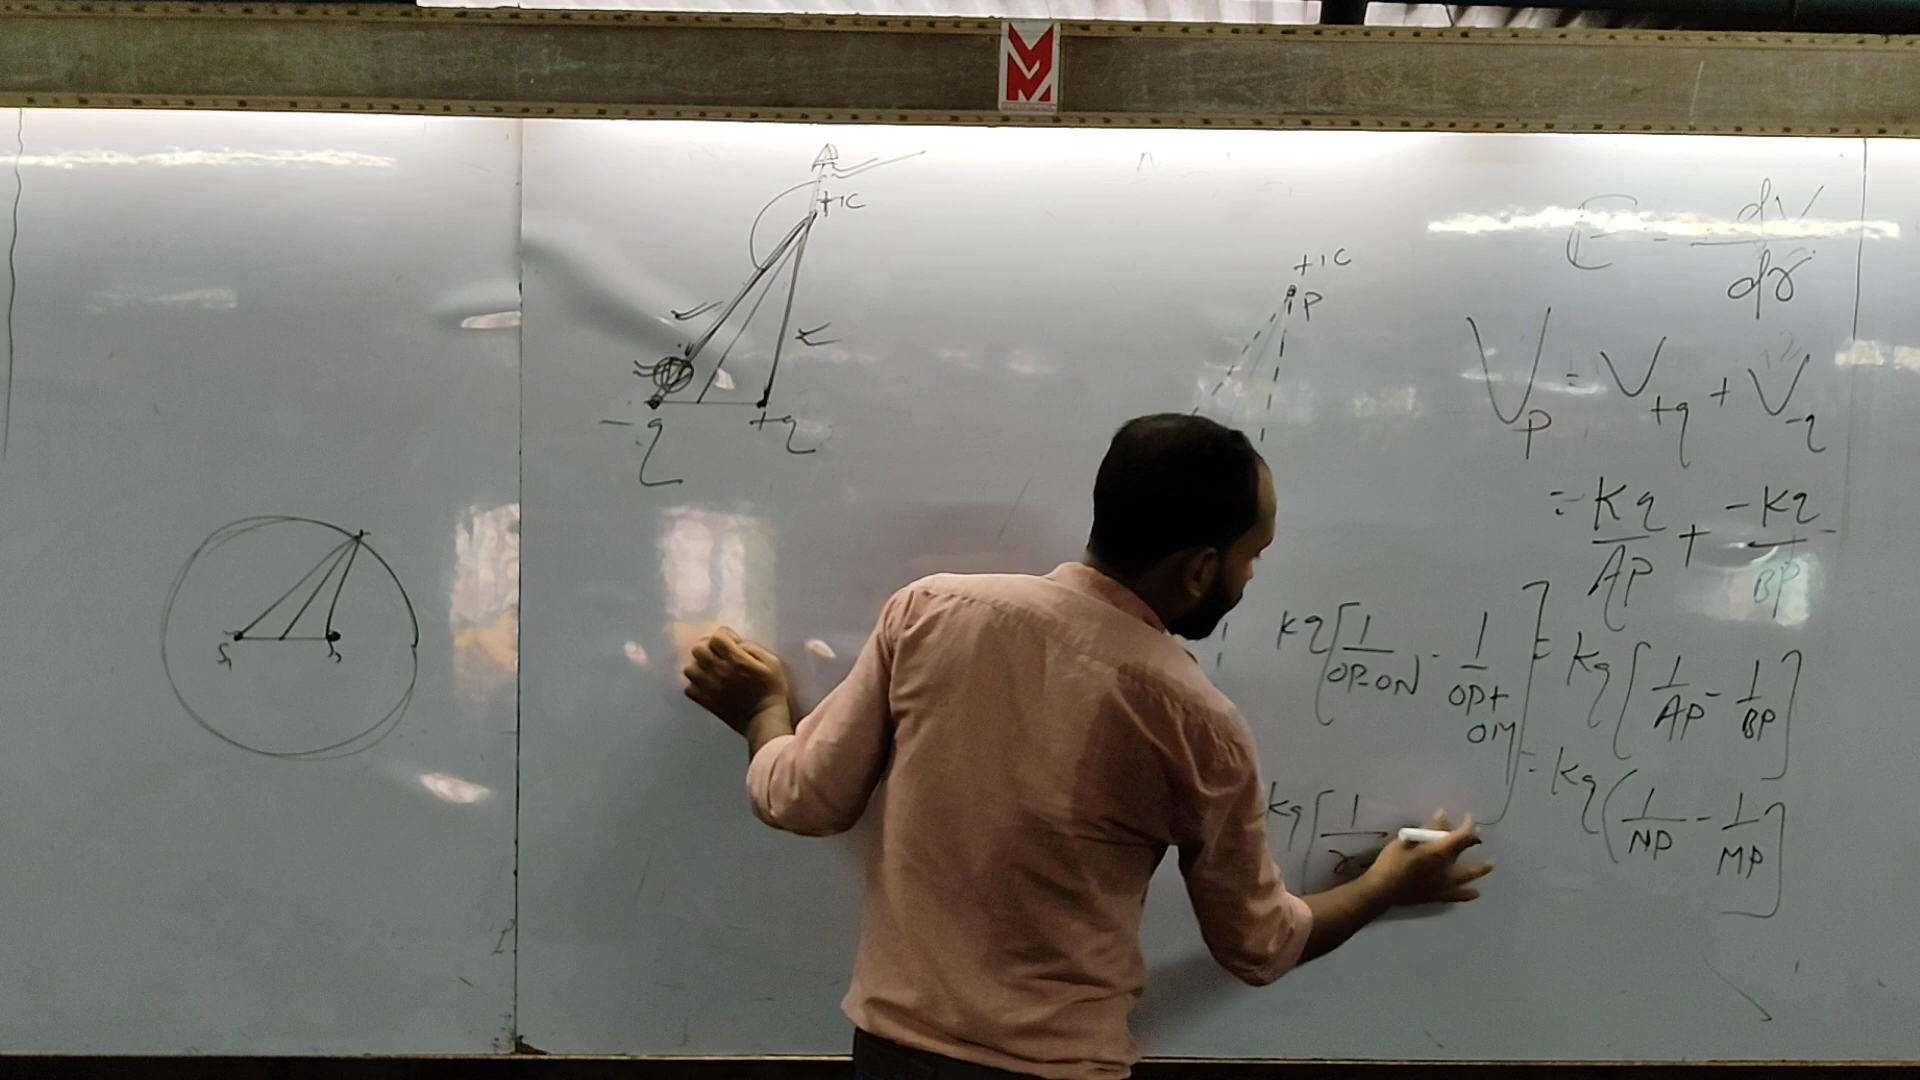 +1C
-q
+q
+1C
P
E = - dV/dr
V_P = V_+q + V_-q
= Kq/AP + -Kq/BP
= Kq [1/AP - 1/BP]
= Kq [1/NP - 1/MP]
Kq [1/OP-ON - 1/OP+OM]
Kq [1/r